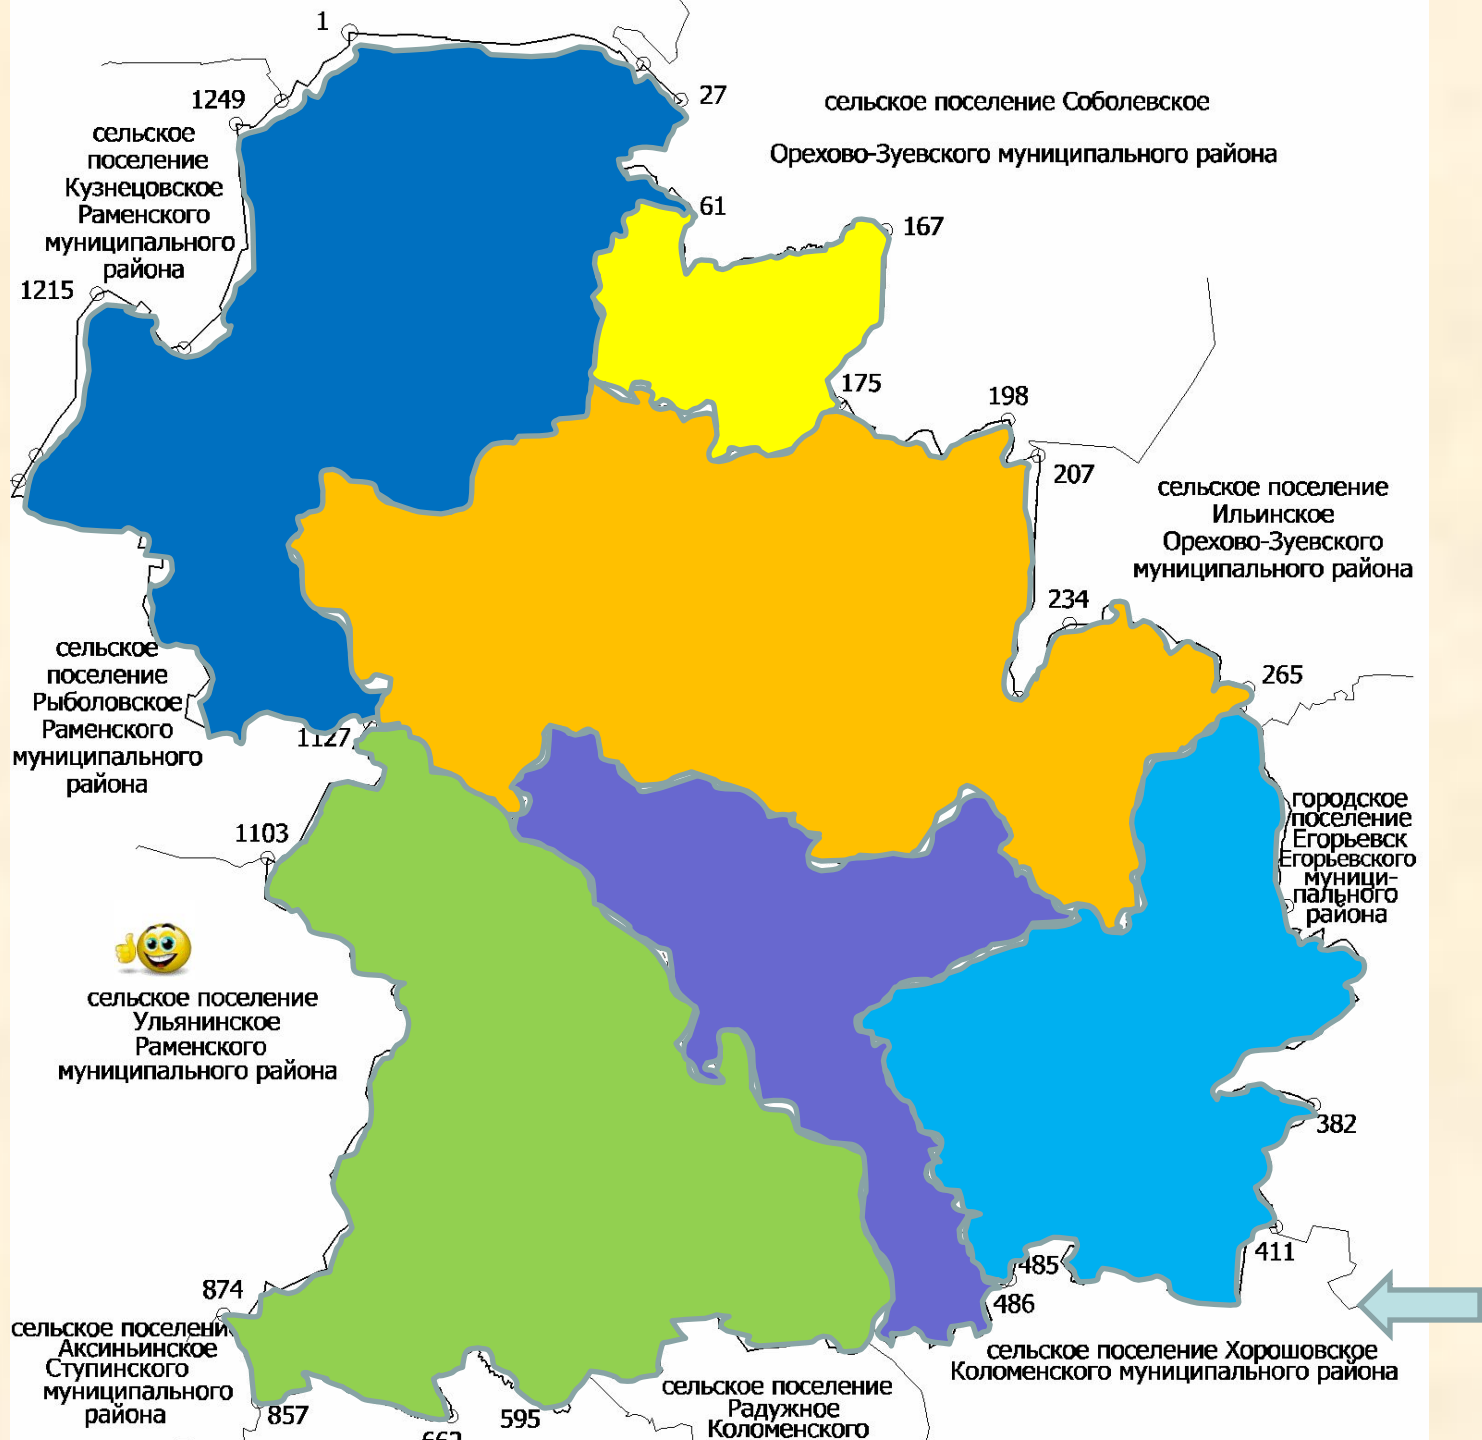 1
27
1249
сельское
поселение
Кузнецовское
Раменского
муниципального
района
сельское поселение Соболевское
Орехово-Зуевского муниципального района
61
167
1215
175
198
207
сельское поселение
Ильинское
Орехово-Зуевского
муниципального района
234
265
сельское
поселение
Рыболовское
Раменского
муниципального
района
1127
1103
городское
поселение
Егорьевск
Егорьевского
муници-
пального
района
сельское поселение
Ульянинское
Раменского
муниципального района
382
411
485
486
874
сельское поселени
Аксиньинское
Ступинского
муниципального
района
857
595
сельское поселение Хорошовское
Коломенского муниципального района
сельское поселение
Радужное
Коломенского